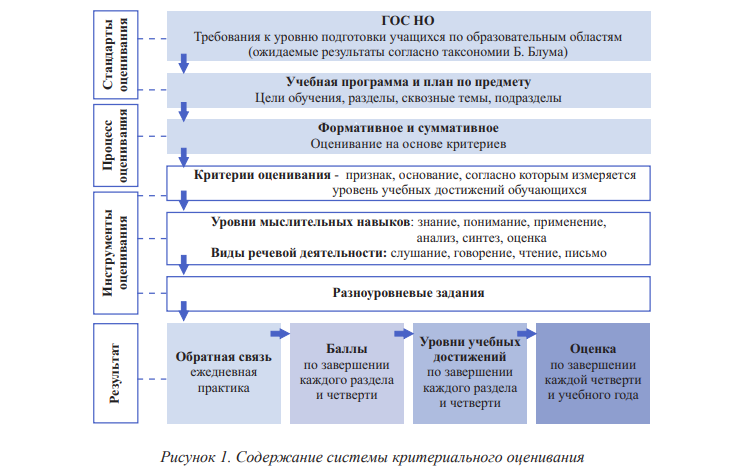 Стандарты
оценивания
ГОС НО
Требования к уровню подготовки учащихся по образовательным областям
(ожидаемые результаты согласно таксономии Б. Блума)
Учебная программа и план по предмету
Цели обучения, разделы, сквозные темы, подразделы
Процесс
оценивания
Формативное и суммативное
Оценивание на основе критериев
Критерии оценивания - признак, основание, согласно которым измеряется
уровень учебных достижений обучающихся
Инструменты
оценивания
Уровни мыслительных навыков: знание, понимание, применение,
анализ, синтез, оценка
Виды речевой деятельности: слушание, говорение, чтение, письмо
Разноуровневые задания
Результат
Обратная связь
ежедневная
практика
Баллы
по завершении
каждого раздела
и четверти
Уровни учебных
достижений
по завершении
каждого раздела
и четверти
Оценка
по завершении
каждой четверти
и учебного года
Рисунок 1. Содержание системы критериального оценивания